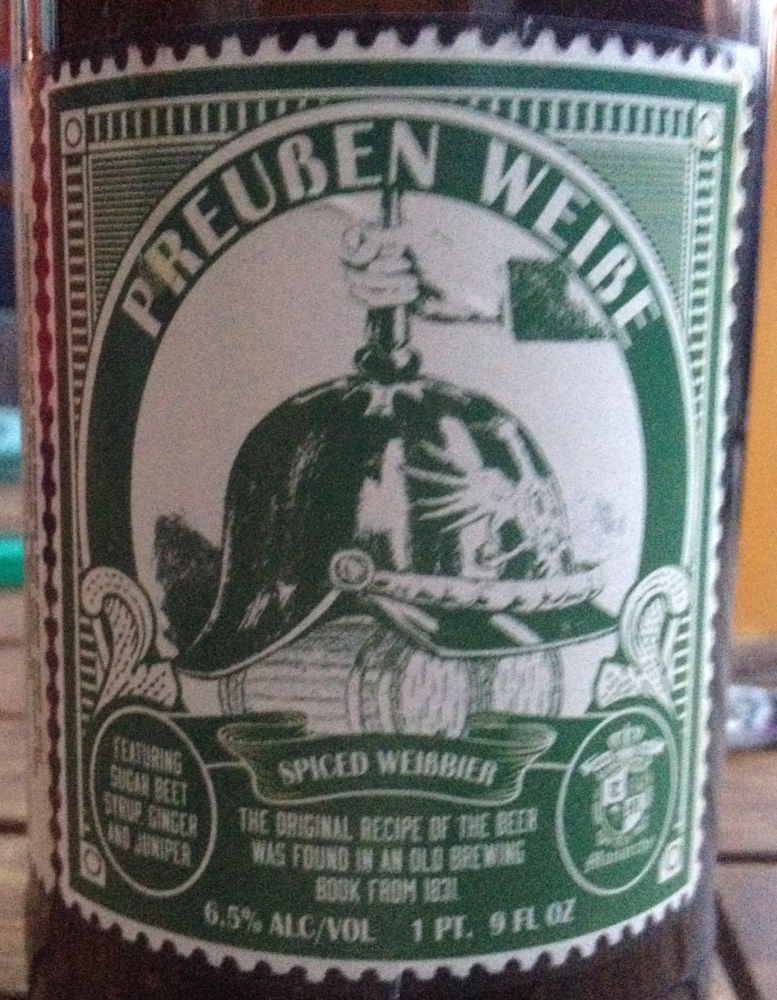 PREUßEN WEIßE
SPICED WEIßBIER
FEATURING
SUGAR BEET
SYRUP, GINGER
AND JUNIPER
THE ORIGINAL RECIPE OF THE BEER
WAS FOUND IN AN OLD BREWING
BOOK FROM 1831
6.5% ALC/VOL 1 PT. 9 FL OZ